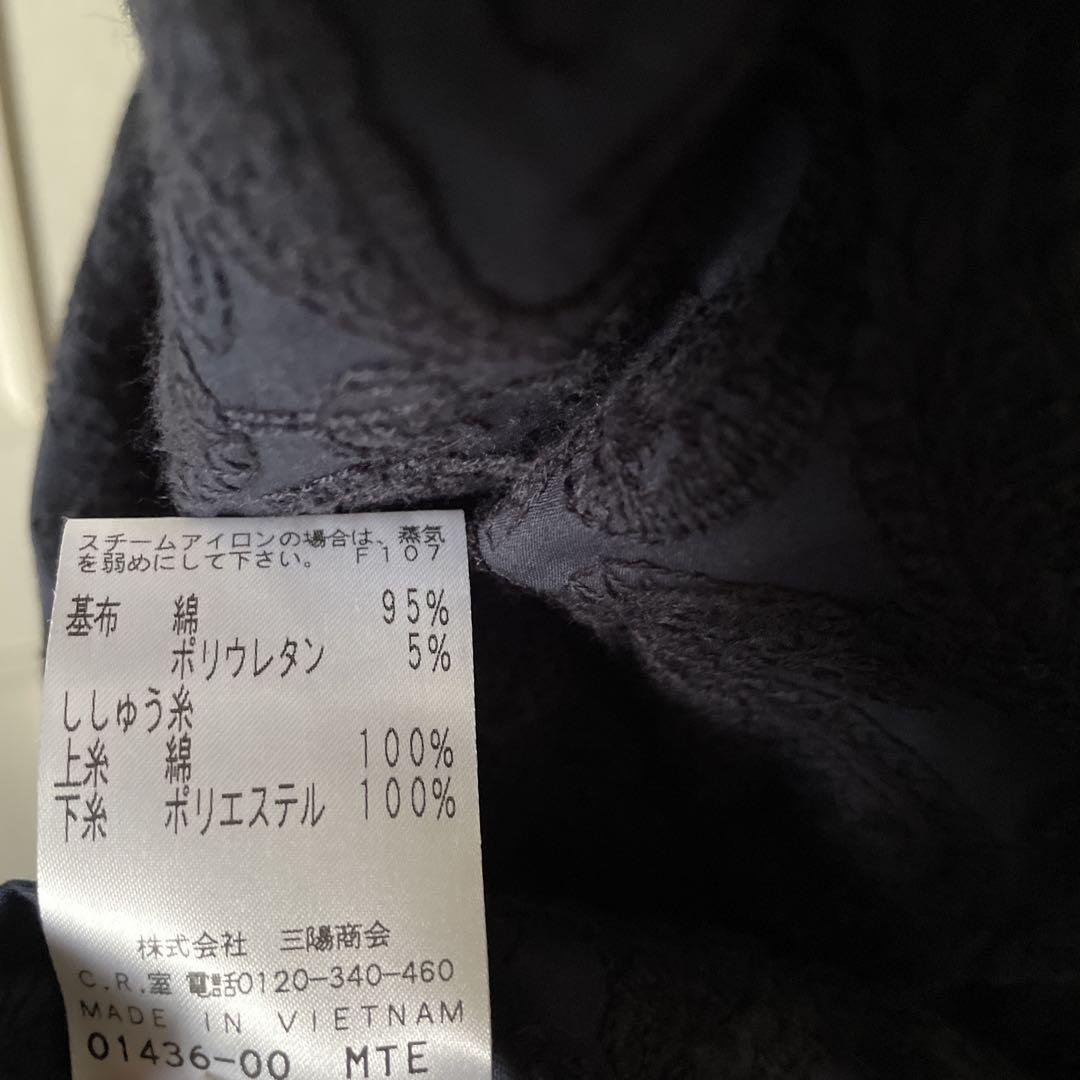 スチームアイロンの場合は、蒸気
を弱めにして下さい。 F107
基布 綿 95%
ポリウレタン 5%
ししゅう糸
上糸 綿 100%
下糸 ポリエステル 100%
株式会社 三陽商会
C.R.室 電話0120-340-460
MADE IN VIETNAM
01436-00 MTE